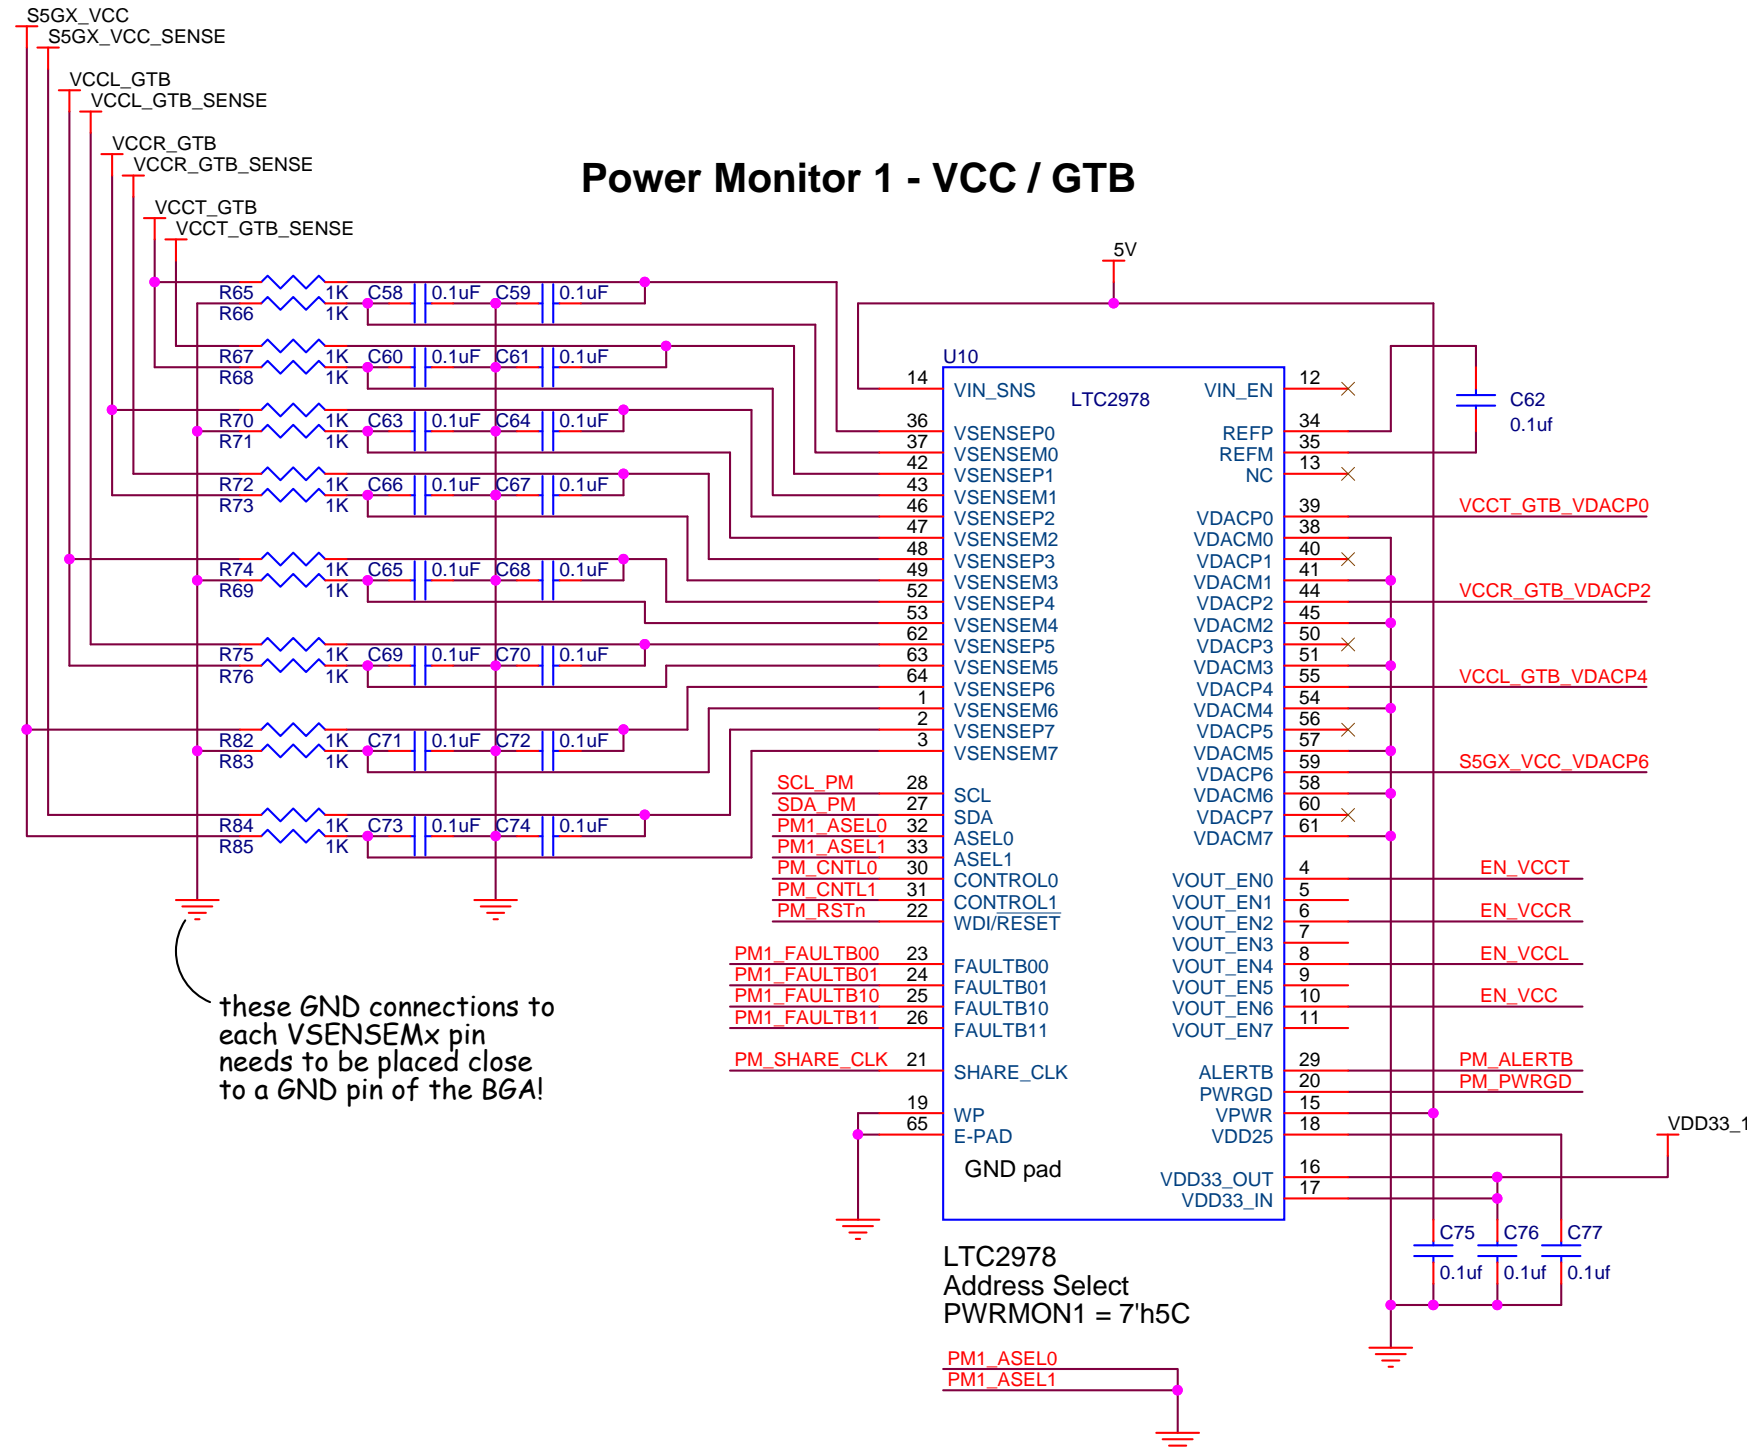 S5GX_VCC
S5GX_VCC_SENSE
VCCL_GTB
VCCL_GTB_SENSE
VCCR_GTB
VCCR_GTB_SENSE
VCCT_GTB
VCCT_GTB_SENSE
Power Monitor 1 - VCC / GTB
5V
R65 1K C58 0.1uF C59 0.1uF
R66 1K
R67 1K C60 0.1uF C61 0.1uF
R68 1K
R70 1K C63 0.1uF C64 0.1uF
R71 1K
R72 1K C66 0.1uF C67 0.1uF
R73 1K
R74 1K C65 0.1uF C68 0.1uF
R69 1K
R75 1K C69 0.1uF C70 0.1uF
R76 1K
R82 1K C71 0.1uF C72 0.1uF
R83 1K
R84 1K C73 0.1uF C74 0.1uF
R85 1K
these GND connections to
each VSENSEMx pin
needs to be placed close
to a GND pin of the BGA!
U10
LTC2978
14 VIN_SNS
36 VSENSEP0
37 VSENSEM0
42 VSENSEP1
43 VSENSEM1
46 VSENSEP2
47 VSENSEM2
48 VSENSEP3
49 VSENSEM3
52 VSENSEP4
53 VSENSEM4
62 VSENSEP5
63 VSENSEM5
64 VSENSEP6
1 VSENSEM6
2 VSENSEP7
3 VSENSEM7
SCL_PM 28 SCL
SDA_PM 27 SDA
PM1_ASEL0 32 ASEL0
PM1_ASEL1 33 ASEL1
PM_CNTL0 30 CONTROL0
PM_CNTL1 31 CONTROL1
PM_RSTn 22 WDI/RESET
PM1_FAULTB00 23 FAULTB00
PM1_FAULTB01 24 FAULTB01
PM1_FAULTB10 25 FAULTB10
PM1_FAULTB11 26 FAULTB11
PM_SHARE_CLK 21 SHARE_CLK
19 WP
65 E-PAD
GND pad
VIN_EN 12
REFP 34
REFM 35
NC 13
C62
0.1uf
VDACP0 39 VCCT_GTB_VDACP0
VDACM0 38
VDACP1 40
VDACM1 41
VDACP2 44 VCCR_GTB_VDACP2
VDACM2 45
VDACP3 50
VDACM3 51
VDACP4 55 VCCL_GTB_VDACP4
VDACM4 54
VDACP5 56
VDACM5 57
VDACP6 59 S5GX_VCC_VDACP6
VDACM6 58
VDACP7 60
VDACM7 61
VOUT_EN0 4 EN_VCCT
VOUT_EN1 5
VOUT_EN2 6 EN_VCCR
VOUT_EN3 7
VOUT_EN4 8 EN_VCCL
VOUT_EN5 9
VOUT_EN6 10 EN_VCC
VOUT_EN7 11
ALERTB 29 PM_ALERTB
PWRGD 20 PM_PWRGD
VPWR 15
VDD25 18
VDD33_OUT 16
VDD33_IN 17
VDD33_1
C75 C76 C77
0.1uf 0.1uf 0.1uf
LTC2978
Address Select
PWRMON1 = 7'h5C
PM1_ASEL0
PM1_ASEL1